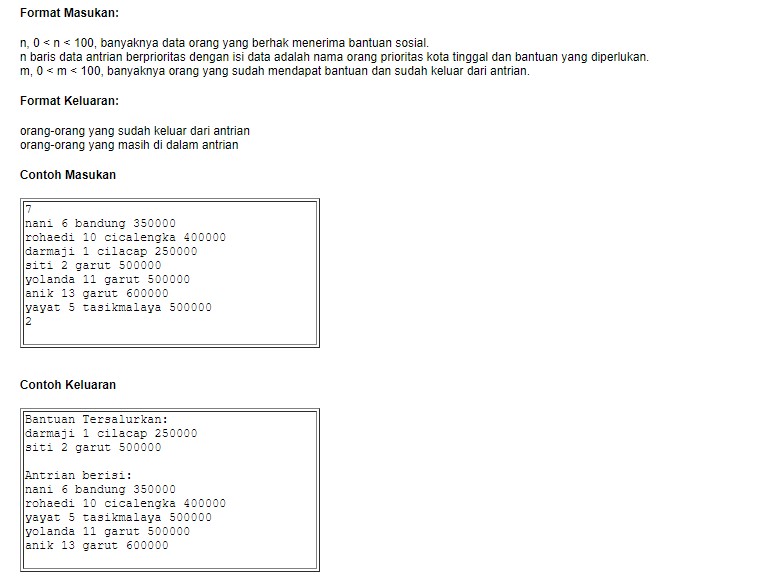 Format Masukan:
n, 0 < n < 100, banyaknya data orang yang berhak menerima bantuan sosial.
n baris data antrian berprioritas dengan isi data adalah nama orang prioritas kota tinggal dan bantuan yang diperlukan.
m, 0 < m < 100, banyaknya orang yang sudah mendapat bantuan dan sudah keluar dari antrian.
Format Keluaran:
orang-orang yang sudah keluar dari antrian
orang-orang yang masih di dalam antrian
Contoh Masukan
7
nani 6 bandung 350000
rohaedi 10 cicalengka 400000
darmaji 1 cilacap 250000
siti 2 garut 500000
yolanda 11 garut 500000
anik 13 garut 600000
yayat 5 tasikmalaya 500000
2
Contoh Keluaran
Bantuan Tersalurkan:
darmaji 1 cilacap 250000
siti 2 garut 500000
Antrian berisi:
nani 6 bandung 350000
rohaedi 10 cicalengka 400000
yayat 5 tasikmalaya 500000
yolanda 11 garut 500000
anik 13 garut 600000